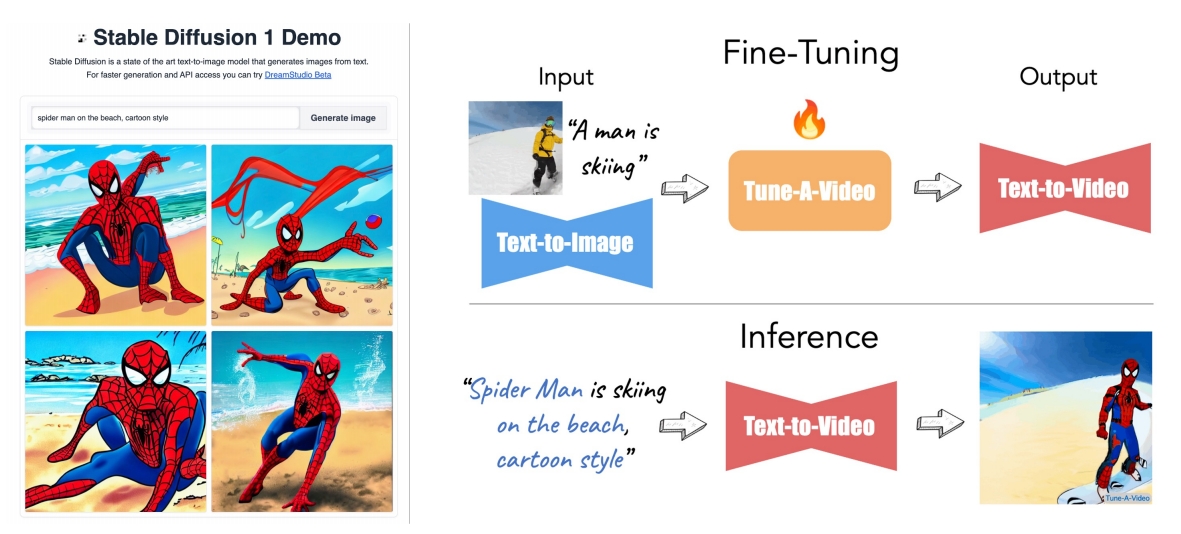 Stable Diffusion 1 Demo
Stable Diffusion is a state of the art text-to-image model that generates images from text.
For faster generation and API access you can try DreamStudio Beta
spider man on the beach, cartoon style
Generate image
Fine-Tuning
Input
Output
“A man is
skiing”
Text-to-Image
Tune-A-Video
Text-to-Video
Inference
“Spider Man is skiing
on the beach,
cartoon style”
Text-to-Video
Tune-A-Video